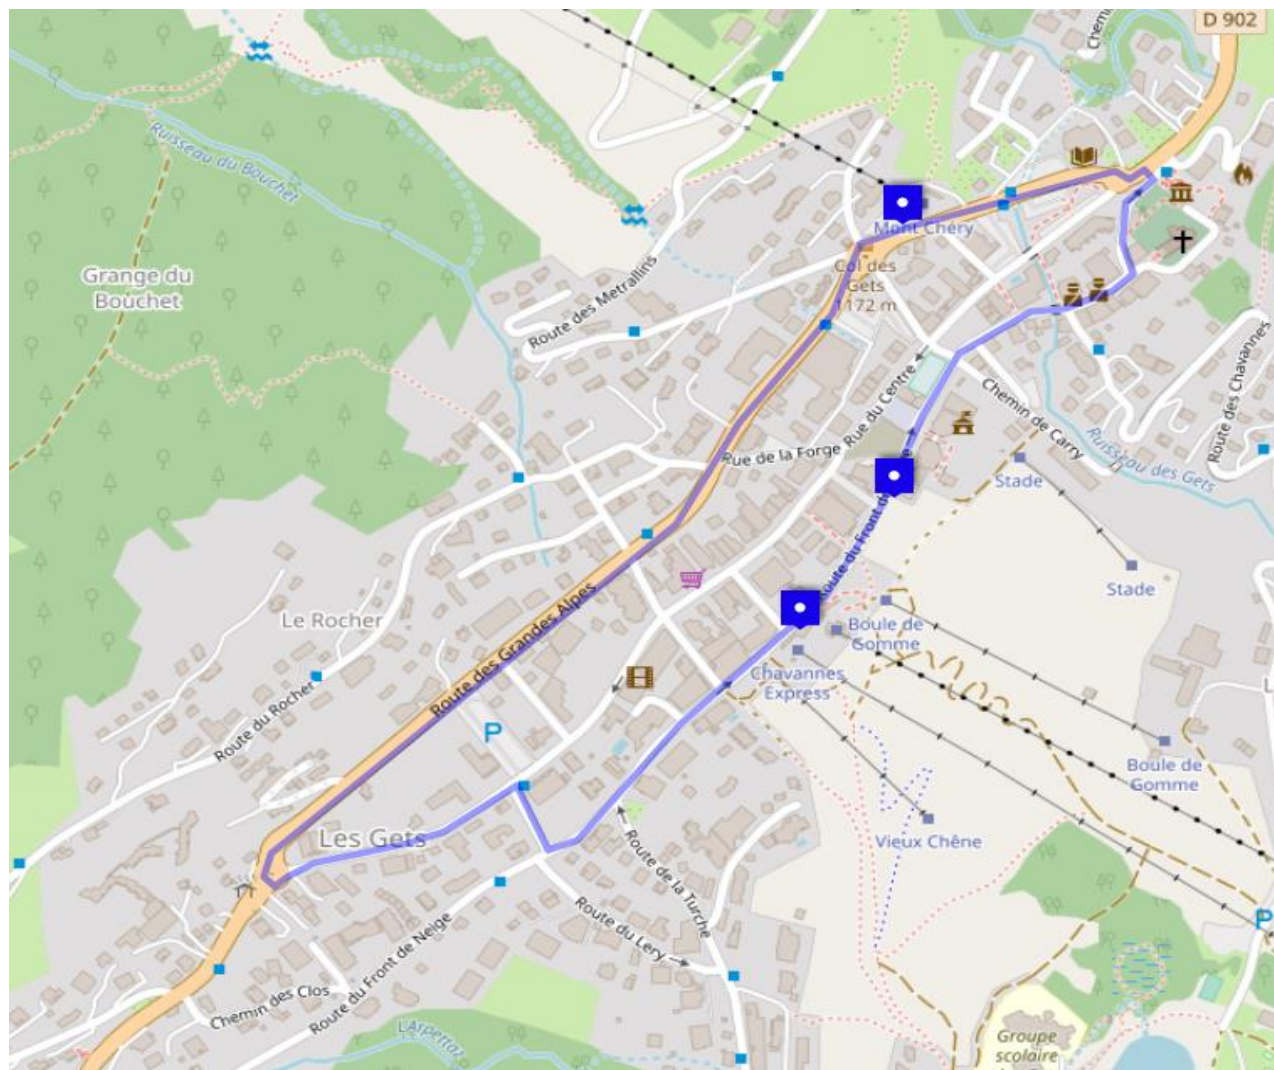 D 902
Chemi
Ruisseau du Bouchet
Mont Chéry
Col des
Gets
1172 m
Grange du
Bouchet
Route des Metrallins
Route des Chavannes
Rue du Centre
Chemin de Carry
Rue de la Forge
Ruisseau des Gets
Stade
Route du Front d
e
Stade
Route des Grandes Alpes
Le Rocher
Boule de
Gomme
Chavannes
Express
Route du Rocher
P
Boule de
Gomme
Les Gets
Vieux Chêne
Route de la Turche
Route du Lery
P
Route du Front de Neige
Chemin des Clos
L'Aspettaz
Groupe
scolaire